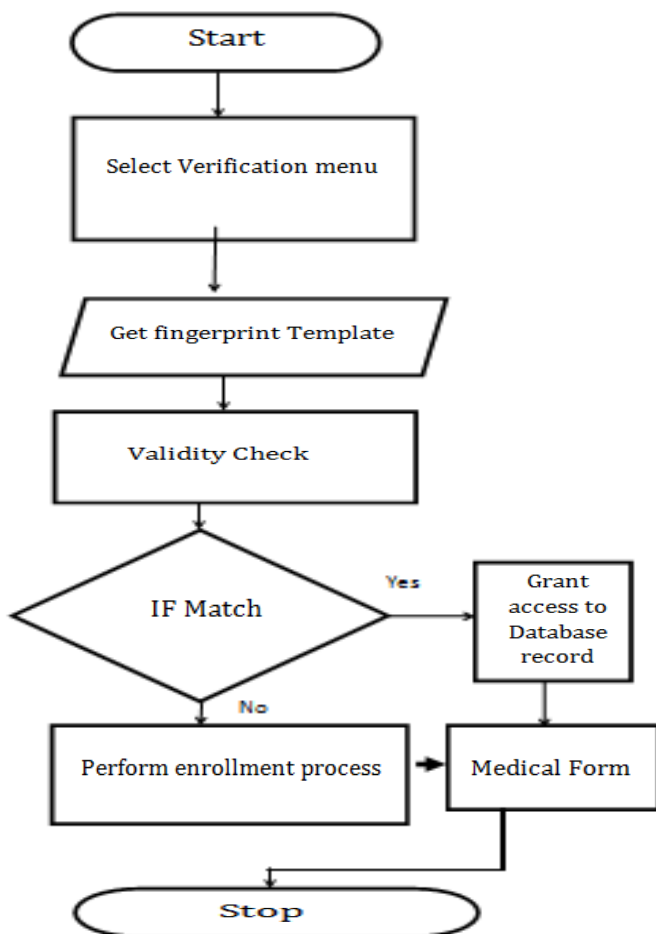 Start
Select Verification menu
Get fingerprint Template
Validity Check
IF Match
Yes
Grant
access to
Database
record
No
Perform enrollment process
Medical Form
Stop